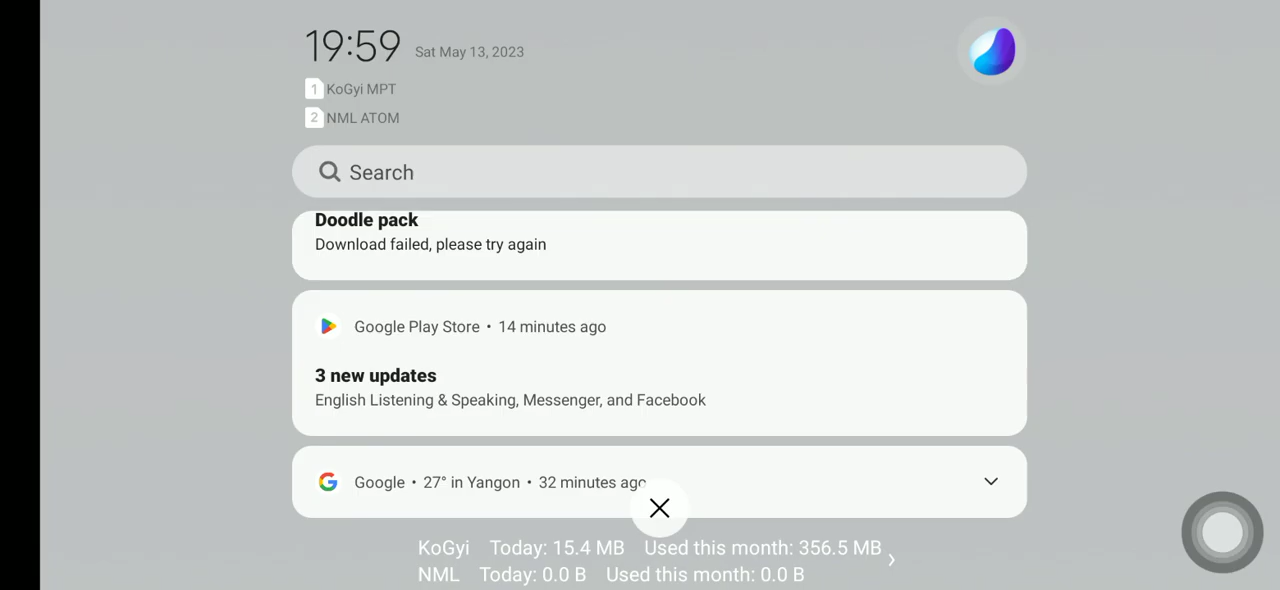 19:59 Sat May 13, 2023
1 KoGyi MPT
2 NML ATOM
Search
Doodle pack
Download failed, please try again
Google Play Store • 14 minutes ago
3 new updates
English Listening & Speaking, Messenger, and Facebook
Google • 27° in Yangon • 32 minutes ago
KoGyi Today: 15.4 MB Used this month: 356.5 MB
NML Today: 0.0 B Used this month: 0.0 B